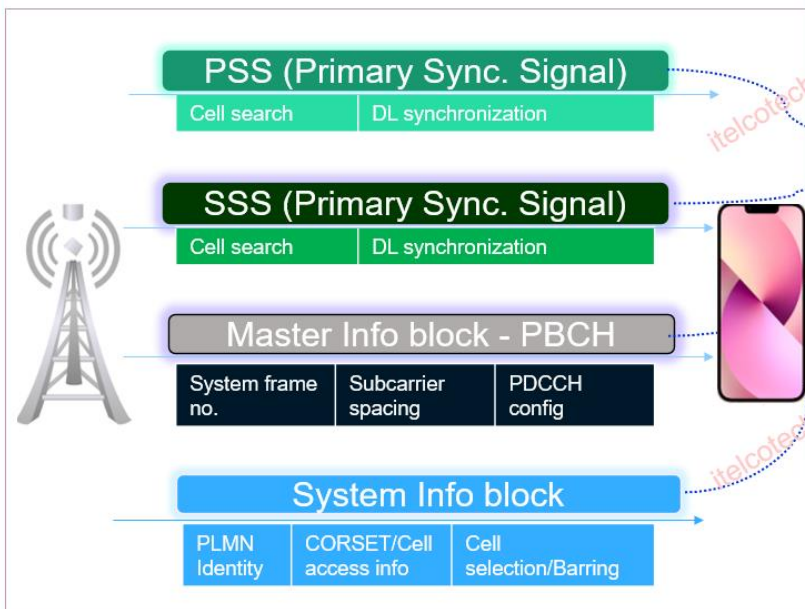 PSS (Primary Sync. Signal)
Cell search
DL synchronization
itelcotech
SSS (Primary Sync. Signal)
Cell search
DL synchronization
Master Info block - PBCH
System frame
no.
Subcarrier
spacing
PDCCH
config
itelcotech
System Info block
PLMN
Identity
CORSET/Cell
access info
Cell
selection/Barring